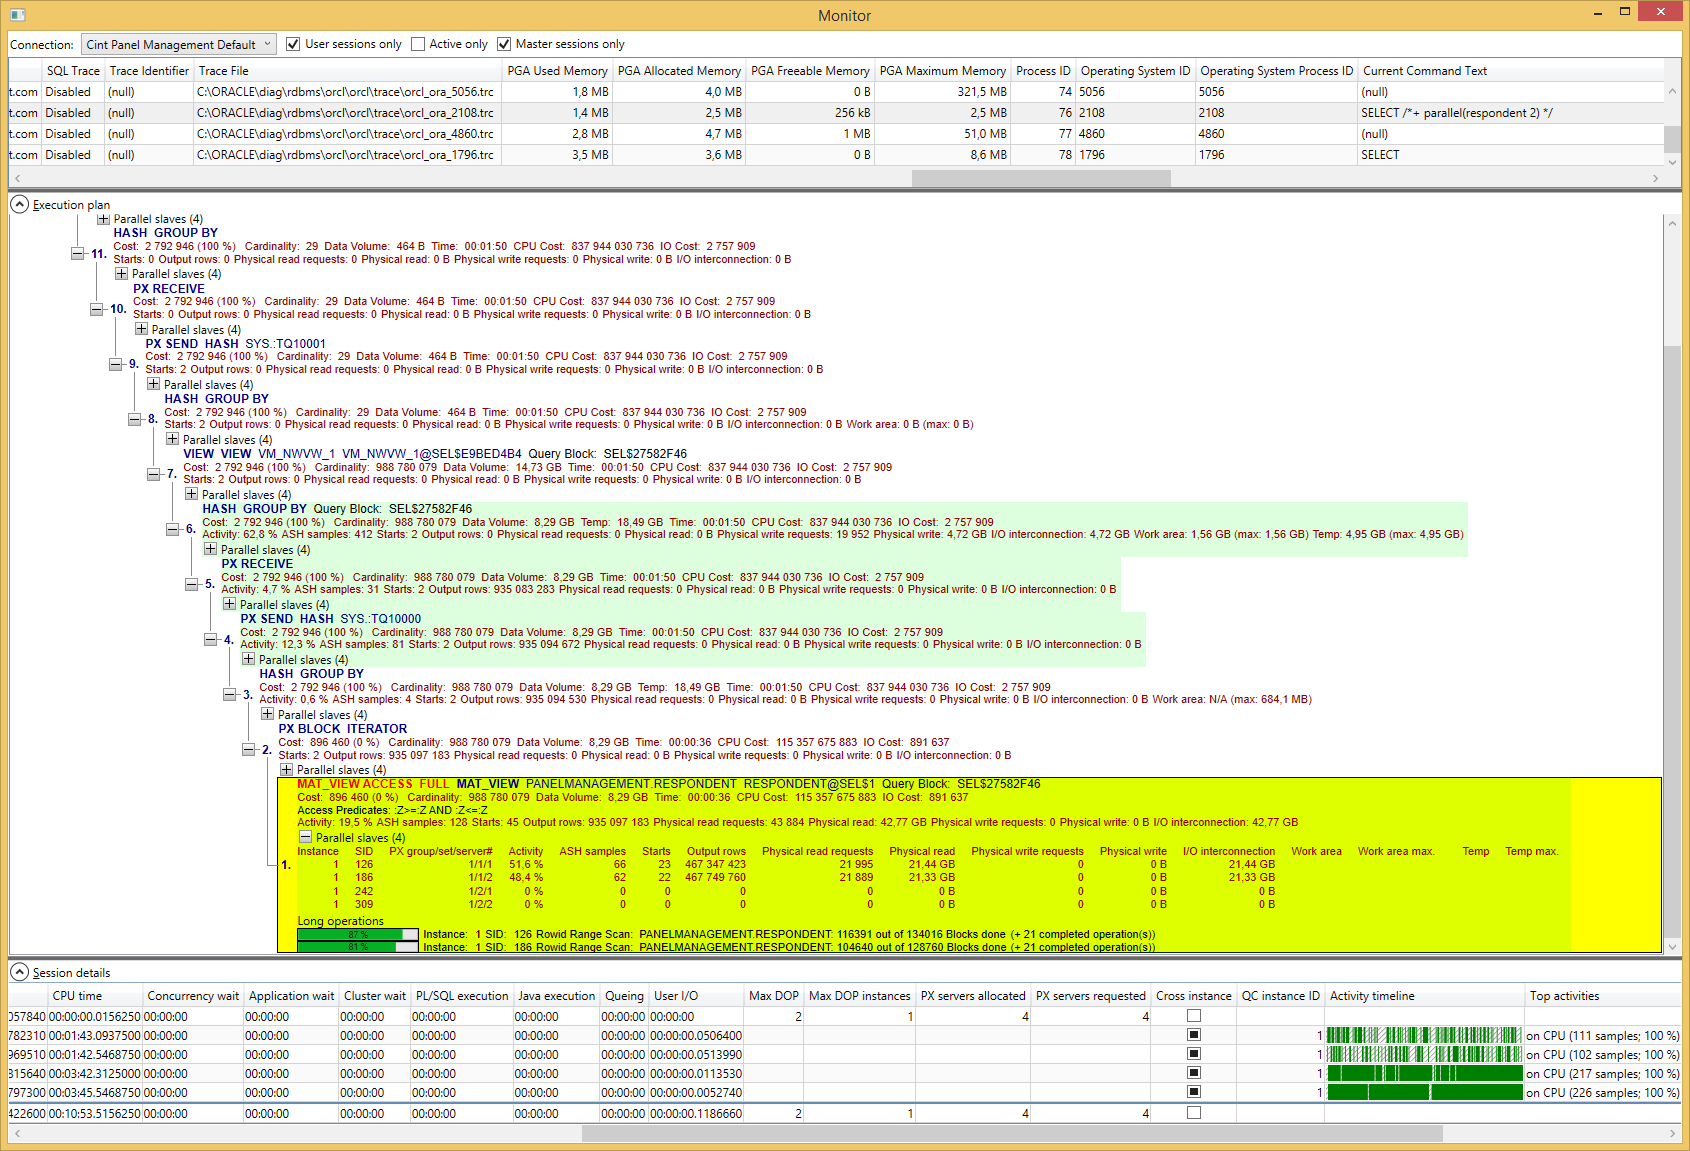 Monitor
Connection: Cint Panel Management Default User sessions only Active only Master sessions only
SQL Trace Trace Identifier Trace File PGA Used Memory PGA Allocated Memory PGA Freeable Memory PGA Maximum Memory Process ID Operating System ID Operating System Process ID Current Command Text
t.com Disabled (null) C:\ORACLE\diag\rdbms\orcl\orcl\trace\orcl_ora_5056.trc 1,8 MB 4,0 MB 0 B 321,5 MB 74 5056 5056 (null)
t.com Disabled (null) C:\ORACLE\diag\rdbms\orcl\orcl\trace\orcl_ora_2108.trc 1,4 MB 2,5 MB 256 kB 2,5 MB 76 2108 2108 SELECT /*+ parallel(respondent 2) */
t.com Disabled (null) C:\ORACLE\diag\rdbms\orcl\orcl\trace\orcl_ora_4860.trc 2,8 MB 4,7 MB 1 MB 51,0 MB 77 4860 4860 (null)
t.com Disabled (null) C:\ORACLE\diag\rdbms\orcl\orcl\trace\orcl_ora_1796.trc 3,5 MB 3,6 MB 0 B 8,6 MB 78 1796 1796 SELECT
Execution plan
Parallel slaves (4)
HASH GROUP BY
Cost: 2 792 946 (100 %) Cardinality: 29 Data Volume: 464 B Time: 00:01:50 CPU Cost: 837 944 030 736 IO Cost: 2 757 909
11. Starts: 0 Output rows: 0 Physical read requests: 0 Physical read: 0 B Physical write requests: 0 Physical write: 0 B I/O interconnection: 0 B
Parallel slaves (4)
PX RECEIVE
Cost: 2 792 946 (100 %) Cardinality: 29 Data Volume: 464 B Time: 00:01:50 CPU Cost: 837 944 030 736 IO Cost: 2 757 909
10. Starts: 0 Output rows: 0 Physical read requests: 0 Physical read: 0 B Physical write requests: 0 Physical write: 0 B I/O interconnection: 0 B
Parallel slaves (4)
PX SEND HASH SYS.:TQ10001
Cost: 2 792 946 (100 %) Cardinality: 29 Data Volume: 464 B Time: 00:01:50 CPU Cost: 837 944 030 736 IO Cost: 2 757 909
9. Starts: 2 Output rows: 0 Physical read requests: 0 Physical read: 0 B Physical write requests: 0 Physical write: 0 B I/O interconnection: 0 B
Parallel slaves (4)
HASH GROUP BY
Cost: 2 792 946 (100 %) Cardinality: 29 Data Volume: 464 B Time: 00:01:50 CPU Cost: 837 944 030 736 IO Cost: 2 757 909
8. Starts: 2 Output rows: 0 Physical read requests: 0 Physical read: 0 B Physical write requests: 0 Physical write: 0 B I/O interconnection: 0 B Work area: 0 B (max: 0 B)
Parallel slaves (4)
VIEW VIEW VM_NWVW_1 VM_NWVW_1@SEL$E9BED4B4 Query Block: SEL$27582F46
Cost: 2 792 946 (100 %) Cardinality: 988 780 079 Data Volume: 14,73 GB Time: 00:01:50 CPU Cost: 837 944 030 736 IO Cost: 2 757 909
7. Starts: 2 Output rows: 0 Physical read requests: 0 Physical read: 0 B Physical write requests: 0 Physical write: 0 B I/O interconnection: 0 B
Parallel slaves (4)
HASH GROUP BY Query Block: SEL$27582F46
Cost: 2 792 946 (100 %) Cardinality: 988 780 079 Data Volume: 8,29 GB Temp: 18,49 GB Time: 00:01:50 CPU Cost: 837 944 030 736 IO Cost: 2 757 909
6. Activity: 62,8 % ASH samples: 412 Starts: 2 Output rows: 0 Physical read requests: 0 Physical read: 0 B Physical write requests: 19 952 Physical write: 4,72 GB I/O interconnection: 4,72 GB Work area: 1,56 GB (max: 1,56 GB) Temp: 4,95 GB (max: 4,95 GB)
Parallel slaves (4)
PX RECEIVE
Cost: 2 792 946 (100 %) Cardinality: 988 780 079 Data Volume: 8,29 GB Time: 00:01:50 CPU Cost: 837 944 030 736 IO Cost: 2 757 909
5. Activity: 4,7 % ASH samples: 31 Starts: 2 Output rows: 935 083 283 Physical read requests: 0 Physical read: 0 B Physical write requests: 0 Physical write: 0 B I/O interconnection: 0 B
Parallel slaves (4)
PX SEND HASH SYS.:TQ10000
Cost: 2 792 946 (100 %) Cardinality: 988 780 079 Data Volume: 8,29 GB Time: 00:01:50 CPU Cost: 837 944 030 736 IO Cost: 2 757 909
4. Activity: 12,3 % ASH samples: 81 Starts: 2 Output rows: 935 094 672 Physical read requests: 0 Physical read: 0 B Physical write requests: 0 Physical write: 0 B I/O interconnection: 0 B
Parallel slaves (4)
HASH GROUP BY
Cost: 2 792 946 (100 %) Cardinality: 988 780 079 Data Volume: 8,29 GB Temp: 18,49 GB Time: 00:01:50 CPU Cost: 837 944 030 736 IO Cost: 2 757 909
3. Activity: 0,6 % ASH samples: 4 Starts: 2 Output rows: 935 094 530 Physical read requests: 0 Physical read: 0 B Physical write requests: 0 Physical write: 0 B I/O interconnection: 0 B Work area: N/A (max: 684,1 MB)
Parallel slaves (4)
PX BLOCK ITERATOR
Cost: 896 460 (0 %) Cardinality: 988 780 079 Data Volume: 8,29 GB Time: 00:00:36 CPU Cost: 115 357 675 883 IO Cost: 891 637
2. Starts: 2 Output rows: 935 097 183 Physical read requests: 0 Physical read: 0 B Physical write requests: 0 Physical write: 0 B I/O interconnection: 0 B
Parallel slaves (4)
MAT_VIEW ACCESS FULL MAT_VIEW PANELMANAGEMENT.RESPONDENT RESPONDENT@SEL$1 Query Block: SEL$27582F46
Cost: 896 460 (0 %) Cardinality: 988 780 079 Data Volume: 8,29 GB Time: 00:00:36 CPU Cost: 115 357 675 883 IO Cost: 891 637
Access Predicates: :Z>=:Z AND :Z<=:Z
Activity: 19,5 % ASH samples: 128 Starts: 45 Output rows: 935 097 183 Physical read requests: 43 884 Physical read: 42,77 GB Physical write requests: 0 Physical write: 0 B I/O interconnection: 42,77 GB
Parallel slaves (4)
Instance SID PX group/set/server# Activity ASH samples Starts Output rows Physical read requests Physical read Physical write requests Physical write I/O interconnection Work area Work area max. Temp Temp max.
1. 1 126 1/1/1 51,6 % 66 23 467 347 423 21 995 21,44 GB 0 0 B 21,44 GB
1 186 1/1/2 48,4 % 62 22 467 749 760 21 889 21,33 GB 0 0 B 21,33 GB
1 242 1/2/1 0 % 0 0 0 0 0 B 0 0 B 0 B
1 309 1/2/2 0 % 0 0 0 0 0 B 0 0 B 0 B
Long operations
87 % Instance: 1 SID: 126 Rowid Range Scan: PANELMANAGEMENT.RESPONDENT: 116391 out of 134016 Blocks done (+ 21 completed operation(s))
81 % Instance: 1 SID: 186 Rowid Range Scan: PANELMANAGEMENT.RESPONDENT: 104640 out of 128760 Blocks done (+ 21 completed operation(s))
Session details
CPU time Concurrency wait Application wait Cluster wait PL/SQL execution Java execution Queing User I/O Max DOP Max DOP instances PX servers allocated PX servers requested Cross instance QC instance ID Activity timeline Top activities
057840 00:00:00.0156250 00:00:00 00:00:00 00:00:00 00:00:00 00:00:00 00:00:00 00:00:00 2 1 4 4
782310 00:01:43.0937500 00:00:00 00:00:00 00:00:00 00:00:00 00:00:00 00:00:00 00:00:00.0506400 1 on CPU (111 samples; 100 %)
969510 00:01:42.5468750 00:00:00 00:00:00 00:00:00 00:00:00 00:00:00 00:00:00 00:00:00.0513990 1 on CPU (102 samples; 100 %)
815640 00:03:42.3125000 00:00:00 00:00:00 00:00:00 00:00:00 00:00:00 00:00:00 00:00:00.0113530 1 on CPU (217 samples; 100 %)
797300 00:03:45.5468750 00:00:00 00:00:00 00:00:00 00:00:00 00:00:00 00:00:00 00:00:00.0052740 1 on CPU (226 samples; 100 %)
422600 00:10:53.5156250 00:00:00 00:00:00 00:00:00 00:00:00 00:00:00 00:00:00 00:00:00.1186660 2 1 4 4